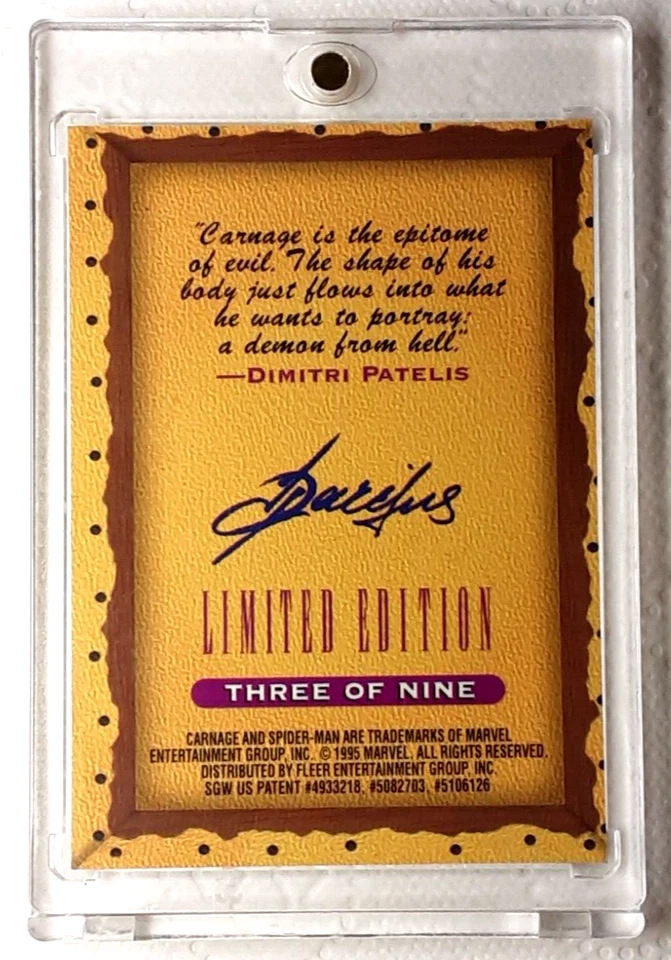 "Carnage is the epitome
of evil. The shape of his
body just flows into what
he wants to portray:
a demon from hell."
—DIMITRI PATELIS
LIMITED EDITION
THREE OF NINE
CARNAGE AND SPIDER-MAN ARE TRADEMARKS OF MARVEL
ENTERTAINMENT GROUP, INC. ©1995 MARVEL. ALL RIGHTS RESERVED.
DISTRIBUTED BY FLEER ENTERTAINMENT GROUP, INC.
SGW US PATENT #4933218, #5082703, #5106126